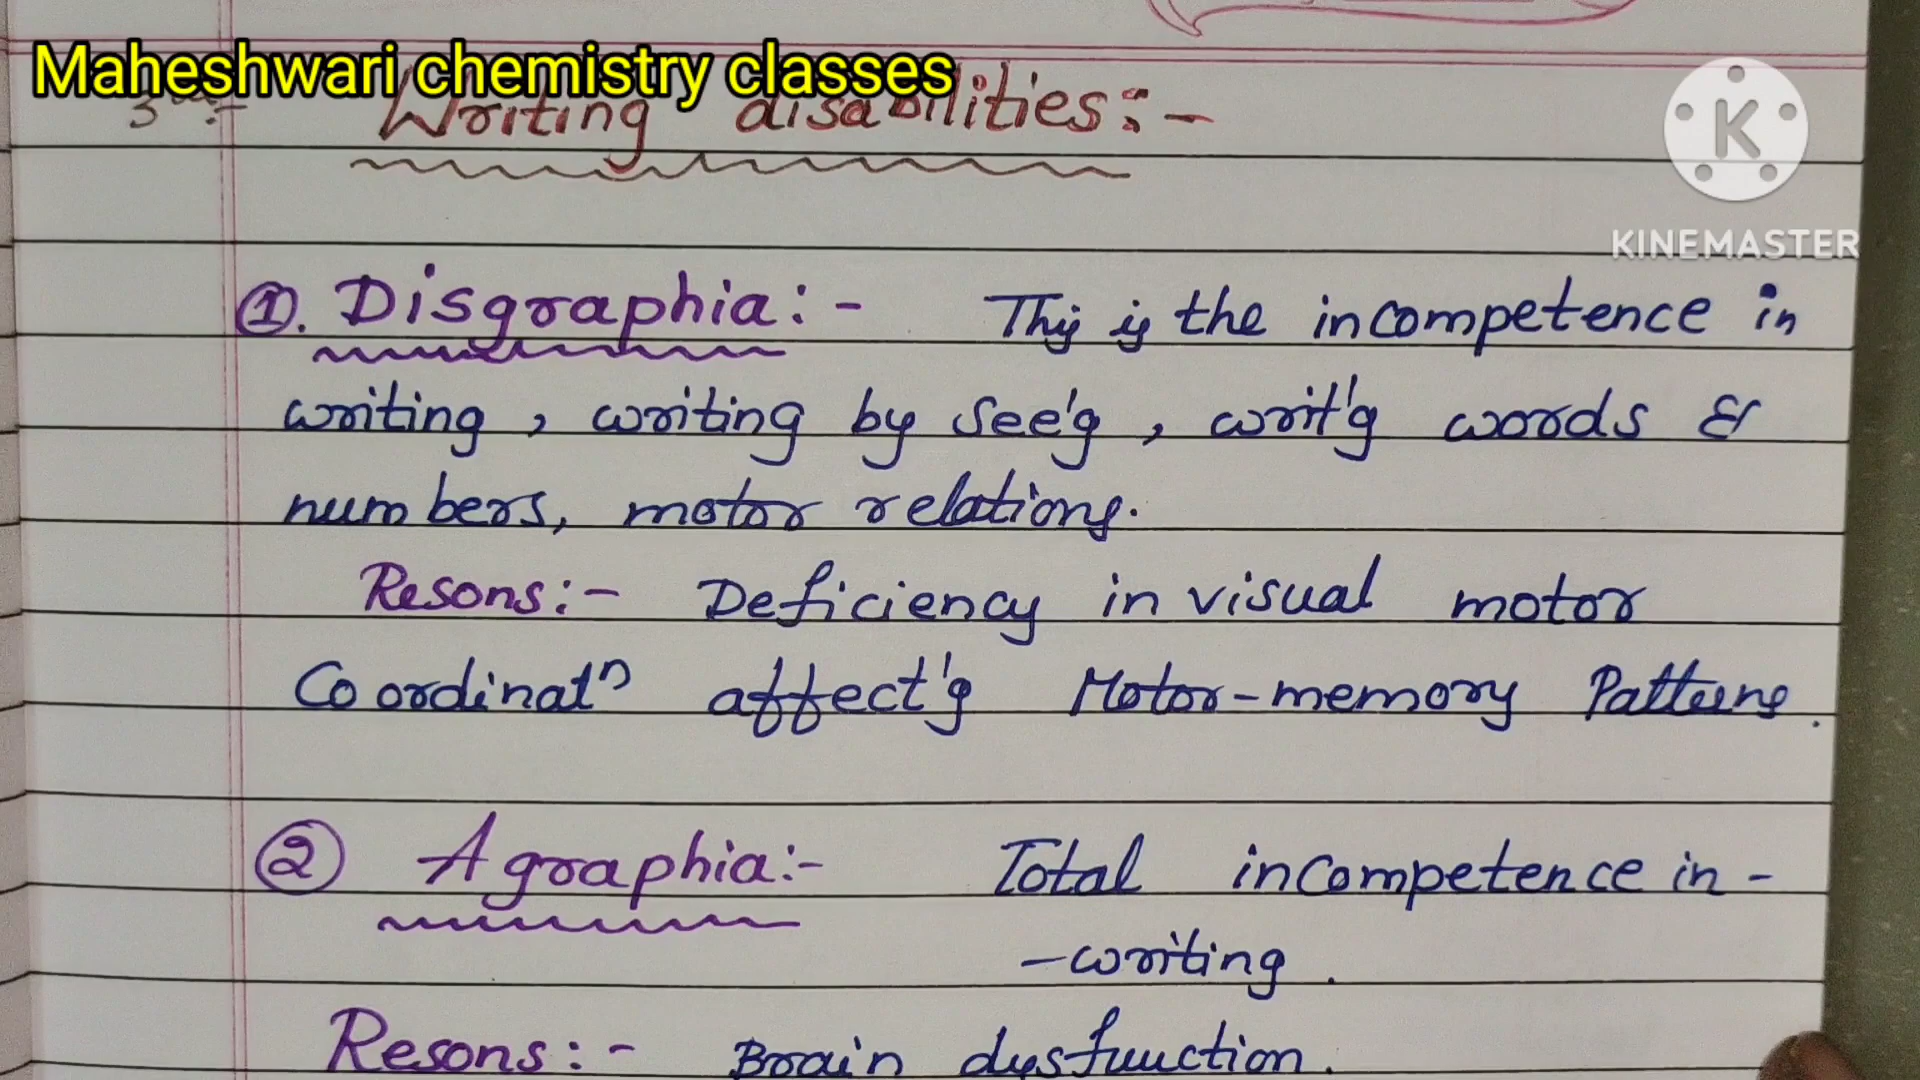 Maheshwari chemistry classes
3rd:-
Writing disabilities:-
K
KINEMASTER
①. Disgraphia:- This is the incompetence in
writing, writing by see'g, writ'g words &
numbers, motor relations.
Resons:- Deficiency in visual motor
Coordinatⁿ affect'g Motor-memory Patterns.
② Agraphia:- Total incompetence in-
-writing.
Resons:- Brain dysfunction.